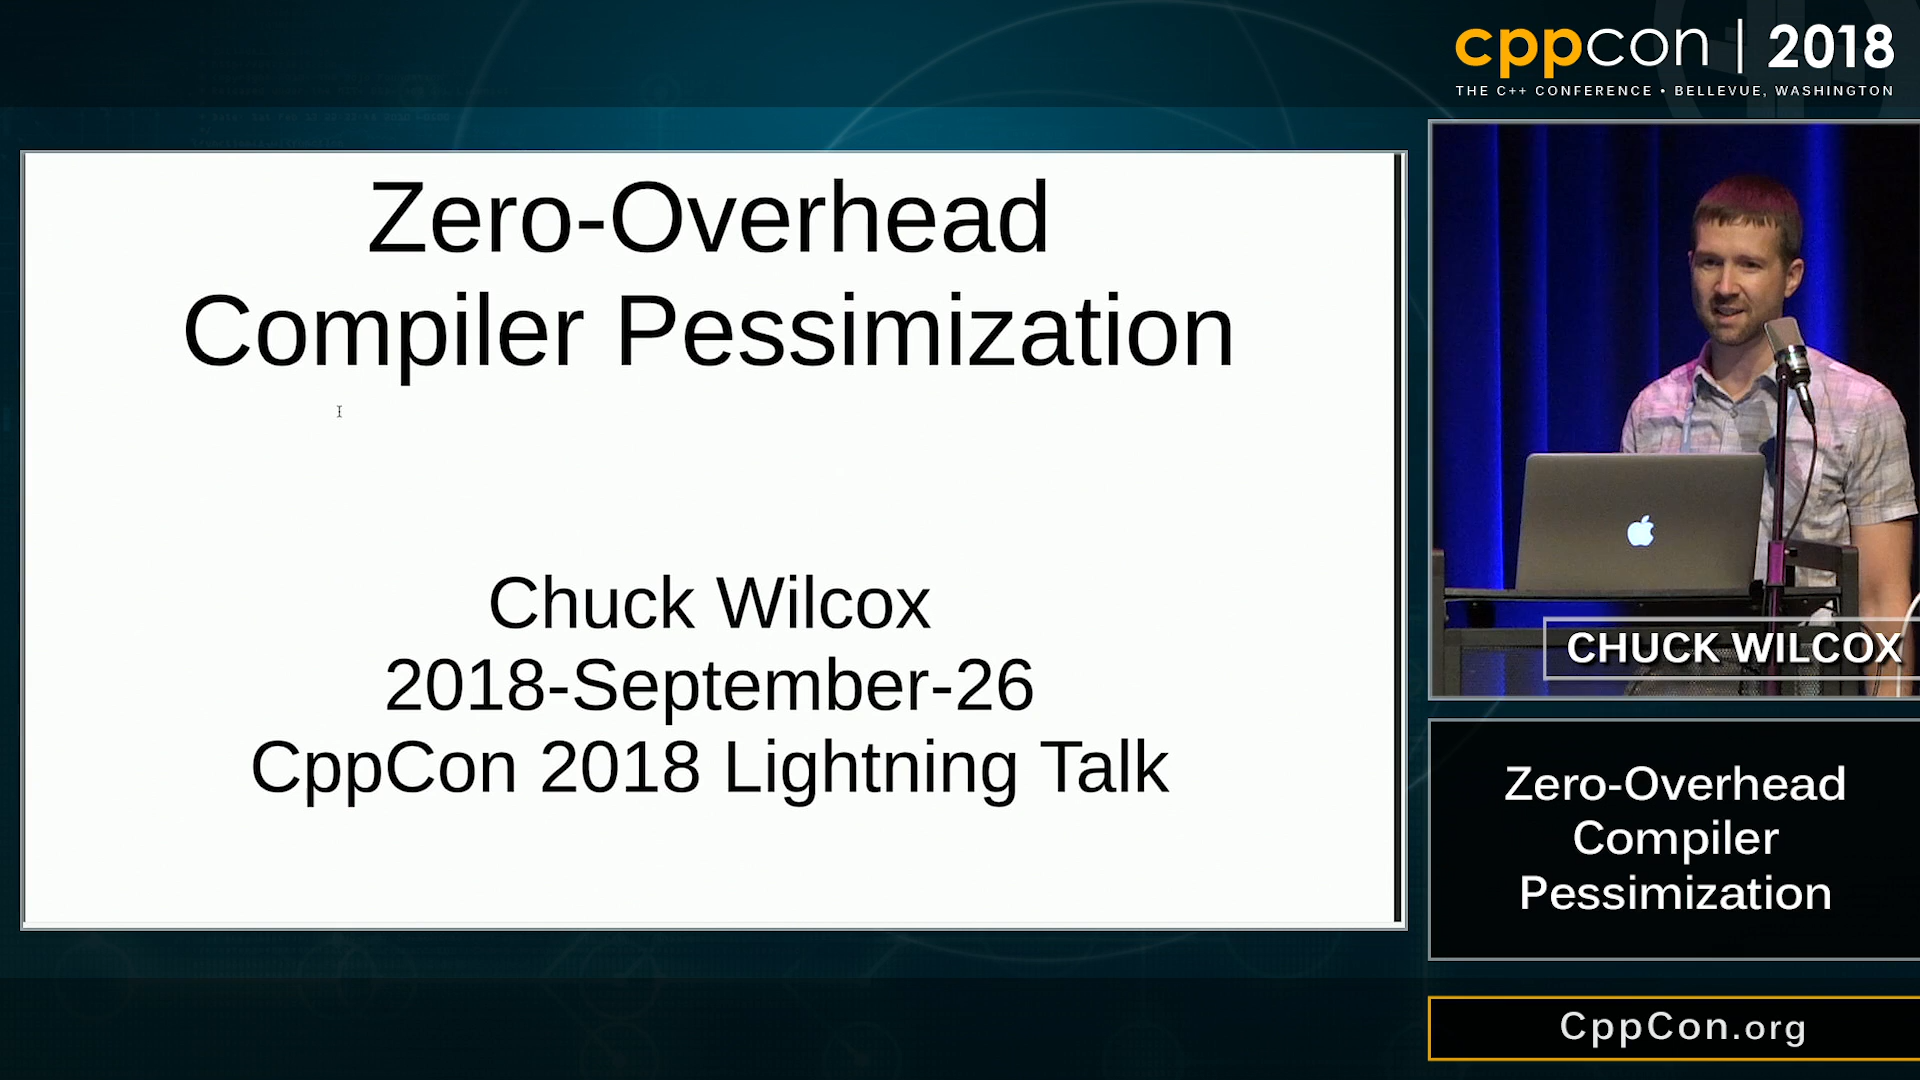 cppcon | 2018
THE C++ CONFERENCE • BELLEVUE, WASHINGTON
Zero-Overhead
Compiler Pessimization
Chuck Wilcox
2018-September-26
CppCon 2018 Lightning Talk
CHUCK WILCOX
Zero-Overhead
Compiler
Pessimization
CppCon.org